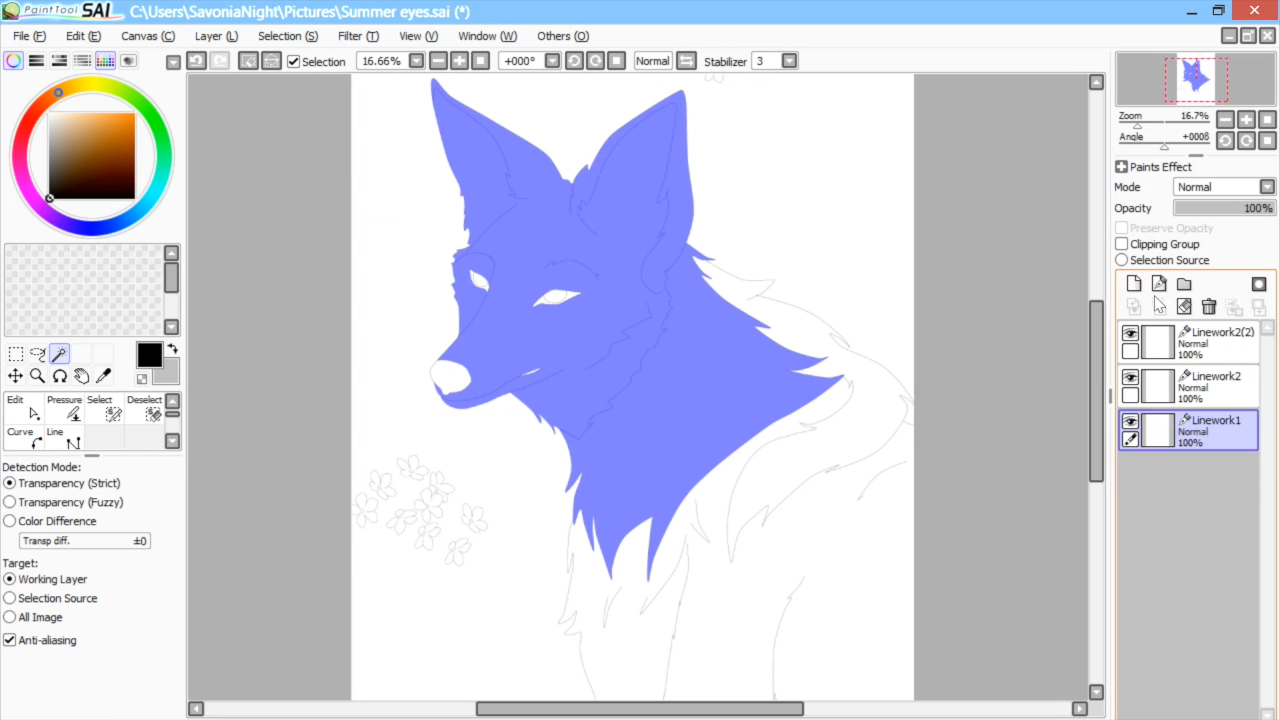 PaintTool SAI C:\Users\SavoniaNight\Pictures\Summer eyes.sai (*)
File (F) Edit (E) Canvas (C) Layer (L) Selection (S) Filter (T) View (V) Window (W) Others (O)
Selection 16.66% +000° Normal Stabilizer 3
Zoom 16.7%
Angle +000δ
Paints Effect
Mode Normal
Opacity 100%
Preserve Opacity
Clipping Group
Selection Source
Linework2(2)
Normal
100%
Linework2
Normal
100%
Linework1
Normal
100%
Edit Pressure Select Deselect
Curve Line
Detection Mode:
Transparency (Strict)
Transparency (Fuzzy)
Color Difference
Transp diff. ±0
Target:
Working Layer
Selection Source
All Image
Anti-aliasing